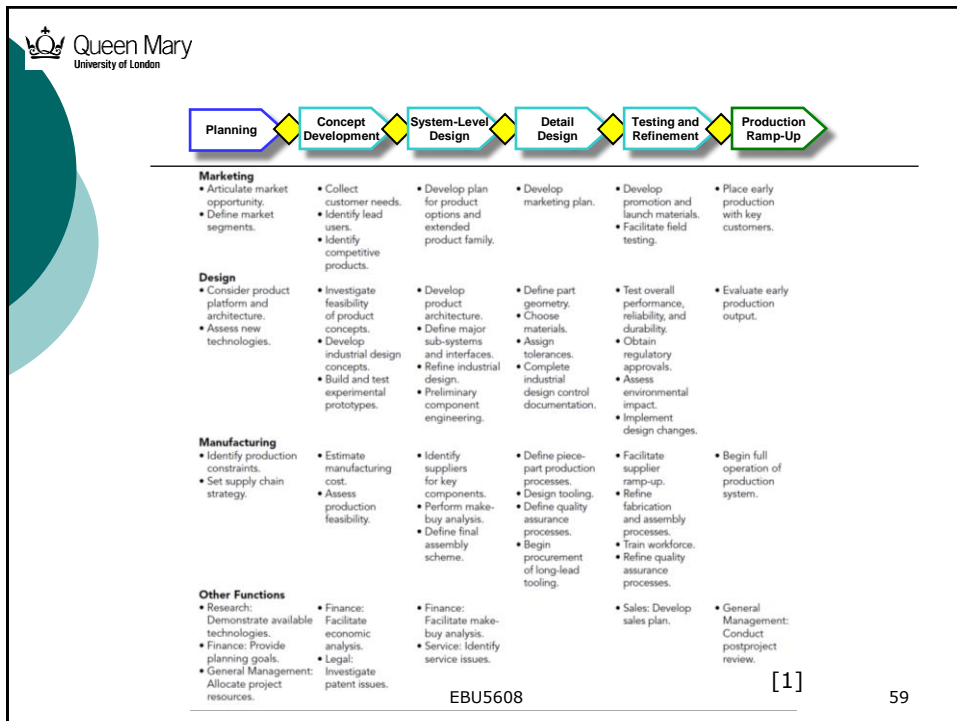 Queen Mary
University of London
Planning
Concept
Development
System-Level
Design
Detail
Design
Testing and
Refinement
Production
Ramp-Up
Marketing
• Articulate market
opportunity.
• Define market
segments.
• Collect
customer needs.
• Identify lead
users.
• Identify
competitive
products.
• Develop plan
for product
options and
extended
product family.
• Develop
marketing plan.
• Develop
promotion and
launch materials.
• Facilitate field
testing.
• Place early
production
with key
customers.
Design
• Consider product
platform and
architecture.
• Assess new
technologies.
• Investigate
feasibility
of product
concepts.
• Develop
industrial design
concepts.
• Build and test
experimental
prototypes.
• Develop
product
architecture.
• Define major
sub-systems
and interfaces.
• Refine industrial
design.
• Preliminary
component
engineering.
• Define part
geometry.
• Choose
materials.
• Assign
tolerances.
• Complete
industrial
design control
documentation.
• Test overall
performance,
reliability, and
durability.
• Obtain
regulatory
approvals.
• Assess
environmental
impact.
• Implement
design changes.
• Evaluate early
production
output.
Manufacturing
• Identify production
constraints.
• Set supply chain
strategy.
• Estimate
manufacturing
cost.
• Assess
production
feasibility.
• Identify
suppliers
for key
components.
• Perform make-
buy analysis.
• Define final
assembly
scheme.
• Define piece-
part production
processes.
• Design tooling.
• Define quality
assurance
processes.
• Begin
procurement
of long-lead
tooling.
• Facilitate
supplier
ramp-up.
• Refine
fabrication
and assembly
processes.
• Train workforce.
• Refine quality
assurance
processes.
• Begin full
operation of
production
system.
Other Functions
• Research:
Demonstrate available
technologies.
• Finance: Provide
planning goals.
• General Management:
Allocate project
resources.
• Finance:
Facilitate
economic
analysis.
• Legal:
Investigate
patent issues.
• Finance:
Facilitate make-
buy analysis.
• Service: Identify
service issues.
• Sales: Develop
sales plan.
• General
Management:
Conduct
postproject
review.
[1]
EBU5608
59